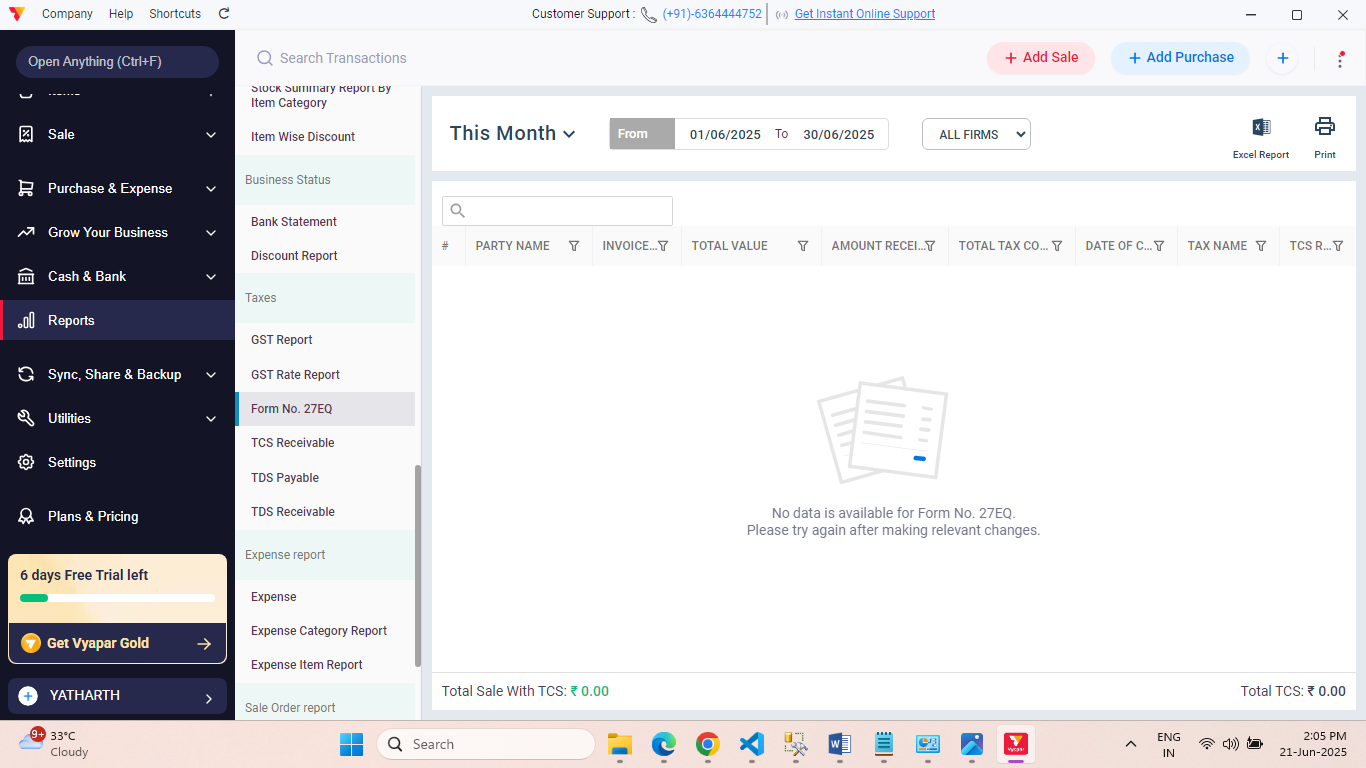 Company Help Shortcuts
Customer Support : (+91)-6364444752 Get Instant Online Support
Open Anything (Ctrl+F)
Search Transactions
Add Sale
Add Purchase
Items
Sale
Purchase & Expense
Grow Your Business
Cash & Bank
Reports
Sync, Share & Backup
Utilities
Settings
Plans & Pricing
6 days Free Trial left
Get Vyapar Gold
YATHARTH
Stock Summary Report By
Item Category
Item Wise Discount
Business Status
Bank Statement
Discount Report
Taxes
GST Report
GST Rate Report
Form No. 27EQ
TCS Receivable
TDS Payable
TDS Receivable
Expense report
Expense
Expense Category Report
Expense Item Report
Sale Order report
This Month
From 01/06/2025 To 30/06/2025
ALL FIRMS
Excel Report
Print
# PARTY NAME INVOICE... TOTAL VALUE AMOUNT RECEI... TOTAL TAX CO... DATE OF C... TAX NAME TCS R...
No data is available for Form No. 27EQ.
Please try again after making relevant changes.
Total Sale With TCS: ₹ 0.00
Total TCS: ₹ 0.00
9+
33°C
Cloudy
Search
Vyapar
ENG
IN
2:05 PM
21-Jun-2025